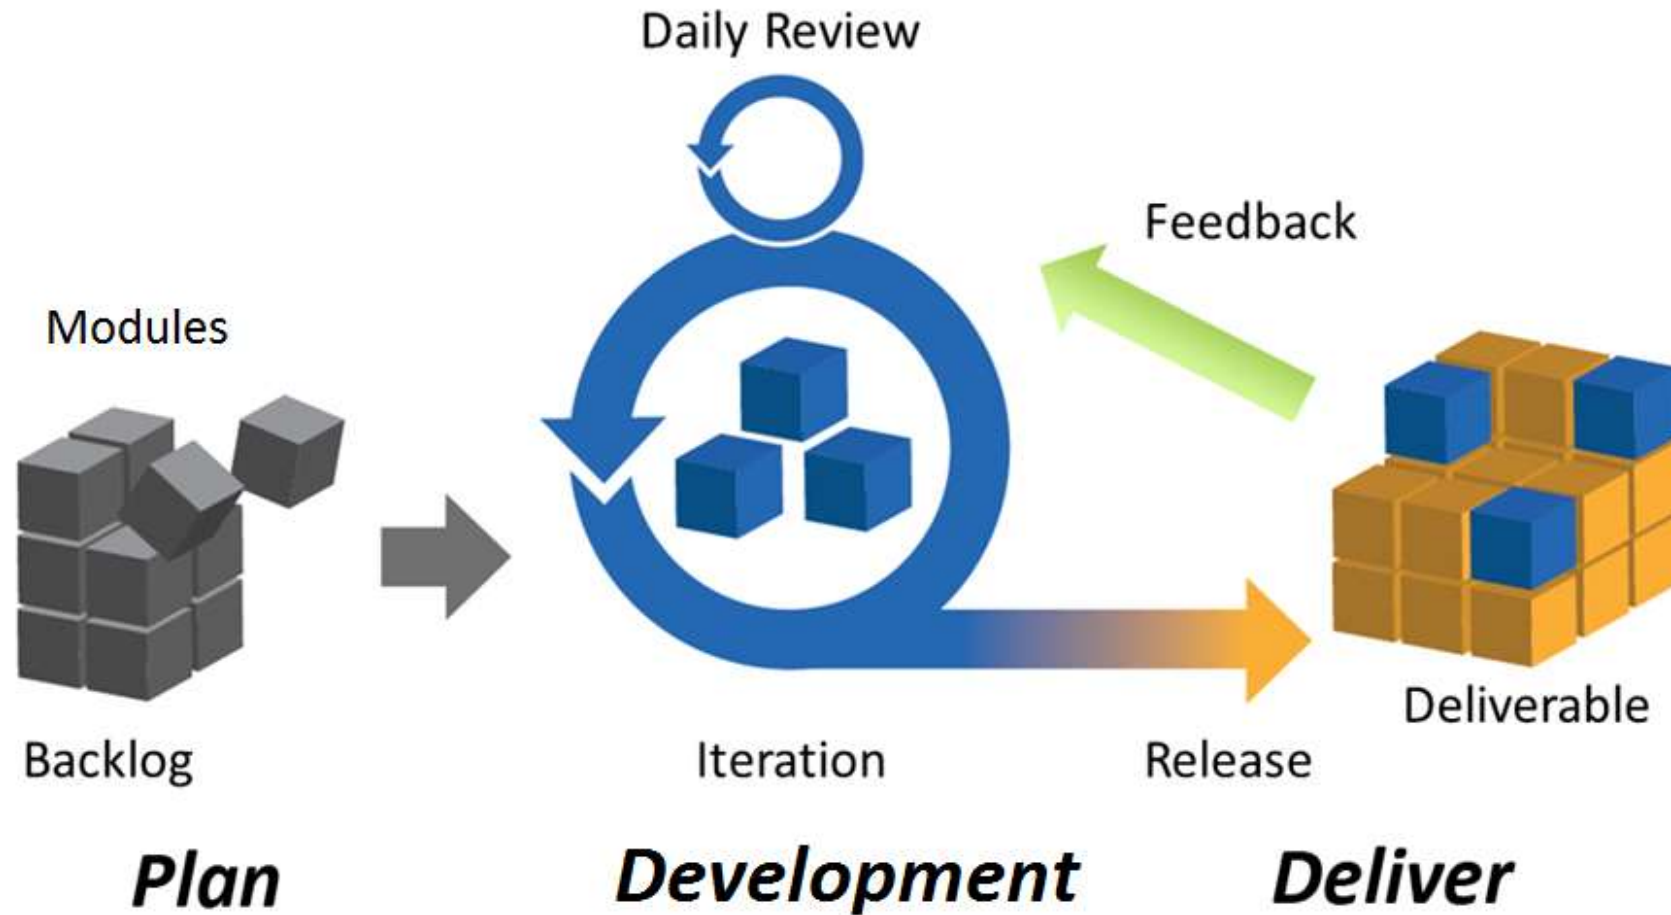 Daily Review
Feedback
Modules
Deliverable
Backlog
Iteration
Release
Plan
Development
Deliver